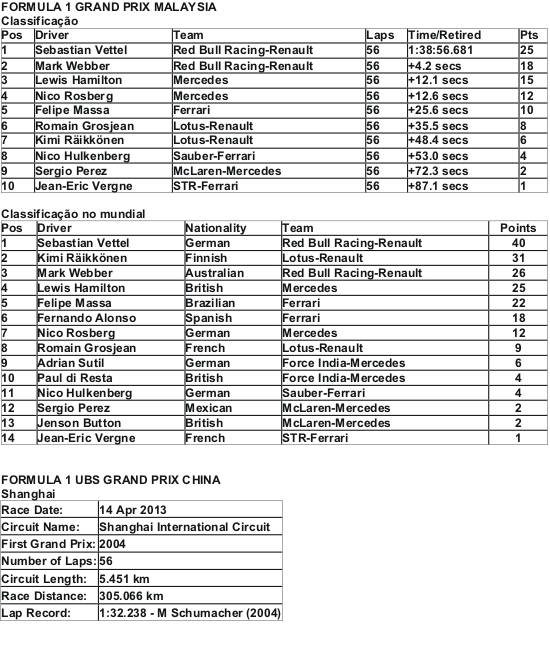 FORMULA 1 GRAND PRIX MALAYSIA
Classificação
Pos Driver Team Laps Time/Retired Pts
1 Sebastian Vettel Red Bull Racing-Renault 56 1:38:56.681 25
2 Mark Webber Red Bull Racing-Renault 56 +4.2 secs 18
3 Lewis Hamilton Mercedes 56 +12.1 secs 15
4 Nico Rosberg Mercedes 56 +12.6 secs 12
5 Felipe Massa Ferrari 56 +25.6 secs 10
6 Romain Grosjean Lotus-Renault 56 +35.5 secs 8
7 Kimi Räikkönen Lotus-Renault 56 +48.4 secs 6
8 Nico Hulkenberg Sauber-Ferrari 56 +53.0 secs 4
9 Sergio Perez McLaren-Mercedes 56 +72.3 secs 2
10 Jean-Eric Vergne STR-Ferrari 56 +87.1 secs 1
Classificação no mundial
Pos Driver Nationality Team Points
1 Sebastian Vettel German Red Bull Racing-Renault 40
2 Kimi Räikkönen Finnish Lotus-Renault 31
3 Mark Webber Australian Red Bull Racing-Renault 26
4 Lewis Hamilton British Mercedes 25
5 Felipe Massa Brazilian Ferrari 22
6 Fernando Alonso Spanish Ferrari 18
7 Nico Rosberg German Mercedes 12
8 Romain Grosjean French Lotus-Renault 9
9 Adrian Sutil German Force India-Mercedes 6
10 Paul di Resta British Force India-Mercedes 4
11 Nico Hulkenberg German Sauber-Ferrari 4
12 Sergio Perez Mexican McLaren-Mercedes 2
13 Jenson Button British McLaren-Mercedes 2
14 Jean-Eric Vergne French STR-Ferrari 1
FORMULA 1 UBS GRAND PRIX CHINA
Shanghai
Race Date: 14 Apr 2013
Circuit Name: Shanghai International Circuit
First Grand Prix: 2004
Number of Laps: 56
Circuit Length: 5.451 km
Race Distance: 305.066 km
Lap Record: 1:32.238 - M Schumacher (2004)